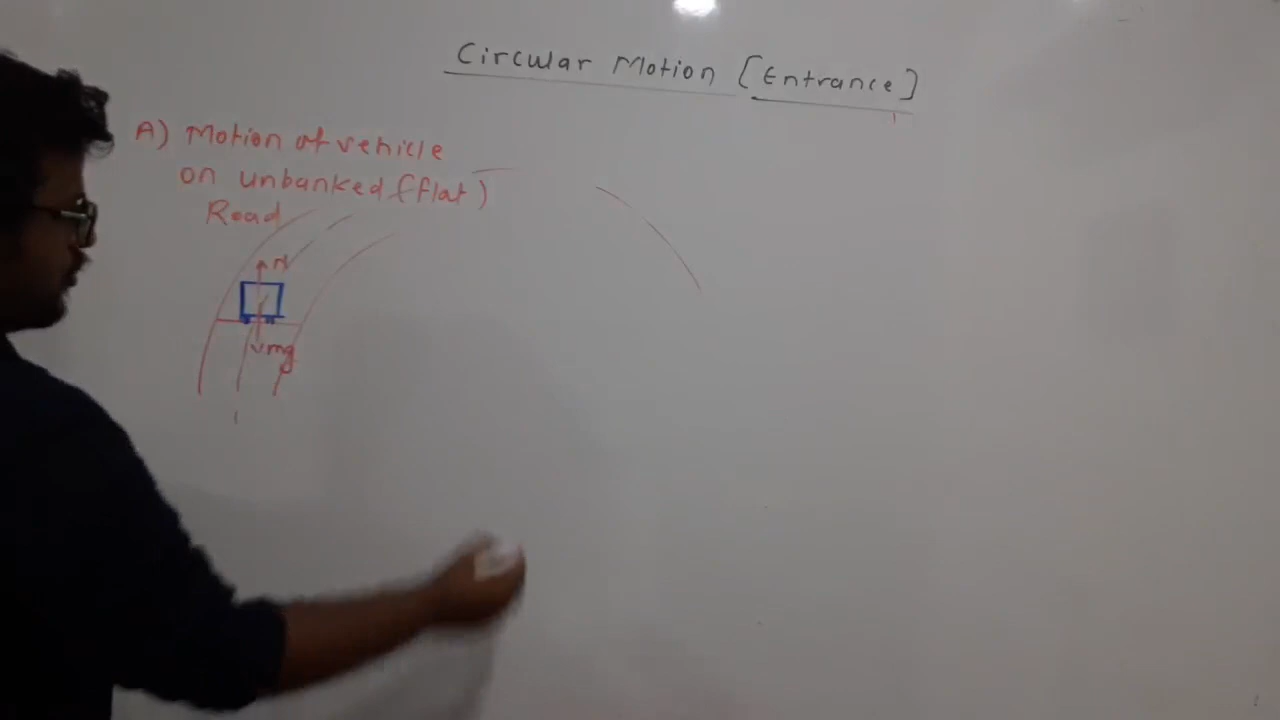 Circular Motion [Entrance]
A) Motion of vehicle
on unbanked (flat)
Road
N
mg